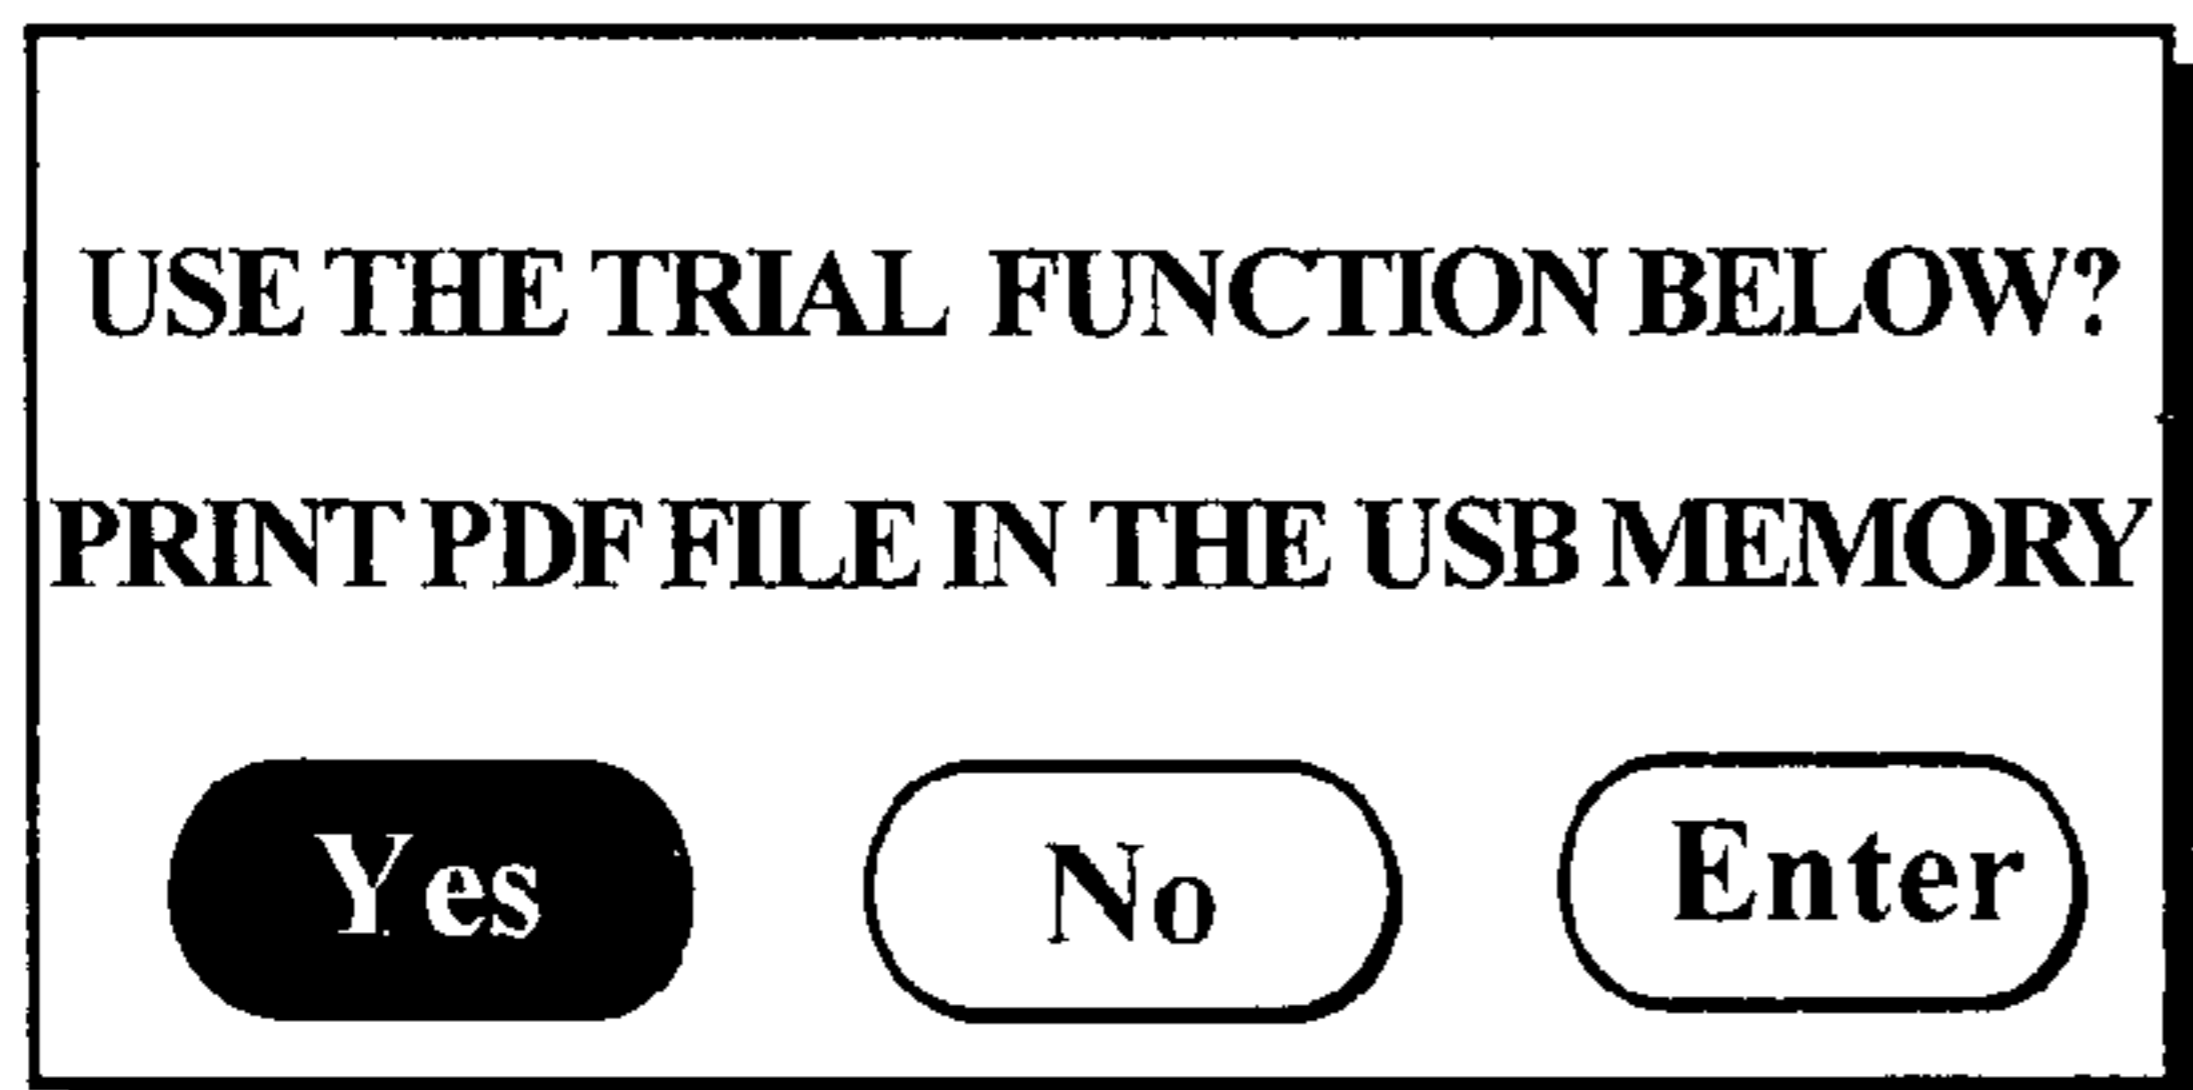 USE THE TRIAL FUNCTION BELOW?
PRINT PDF FILE IN THE USB MEMORY
Yes No Enter